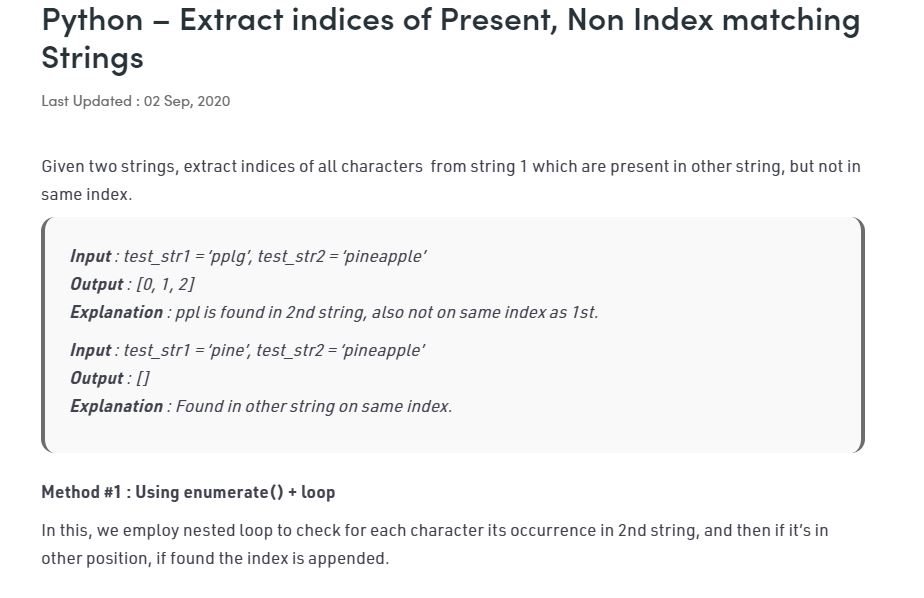 Python – Extract indices of Present, Non Index matching
Strings
Last Updated : 02 Sep, 2020
Given two strings, extract indices of all characters  from string 1 which are present in other string, but not in
same index.
Input : test_str1 = ‘pplg’, test_str2 = ‘pineapple’
Output : [0, 1, 2]
Explanation : ppl is found in 2nd string, also not on same index as 1st.
Input : test_str1 = ‘pine’, test_str2 = ‘pineapple’
Output : []
Explanation : Found in other string on same index.
Method #1 : Using enumerate() + loop
In this, we employ nested loop to check for each character its occurrence in 2nd string, and then if it’s in
other position, if found the index is appended.